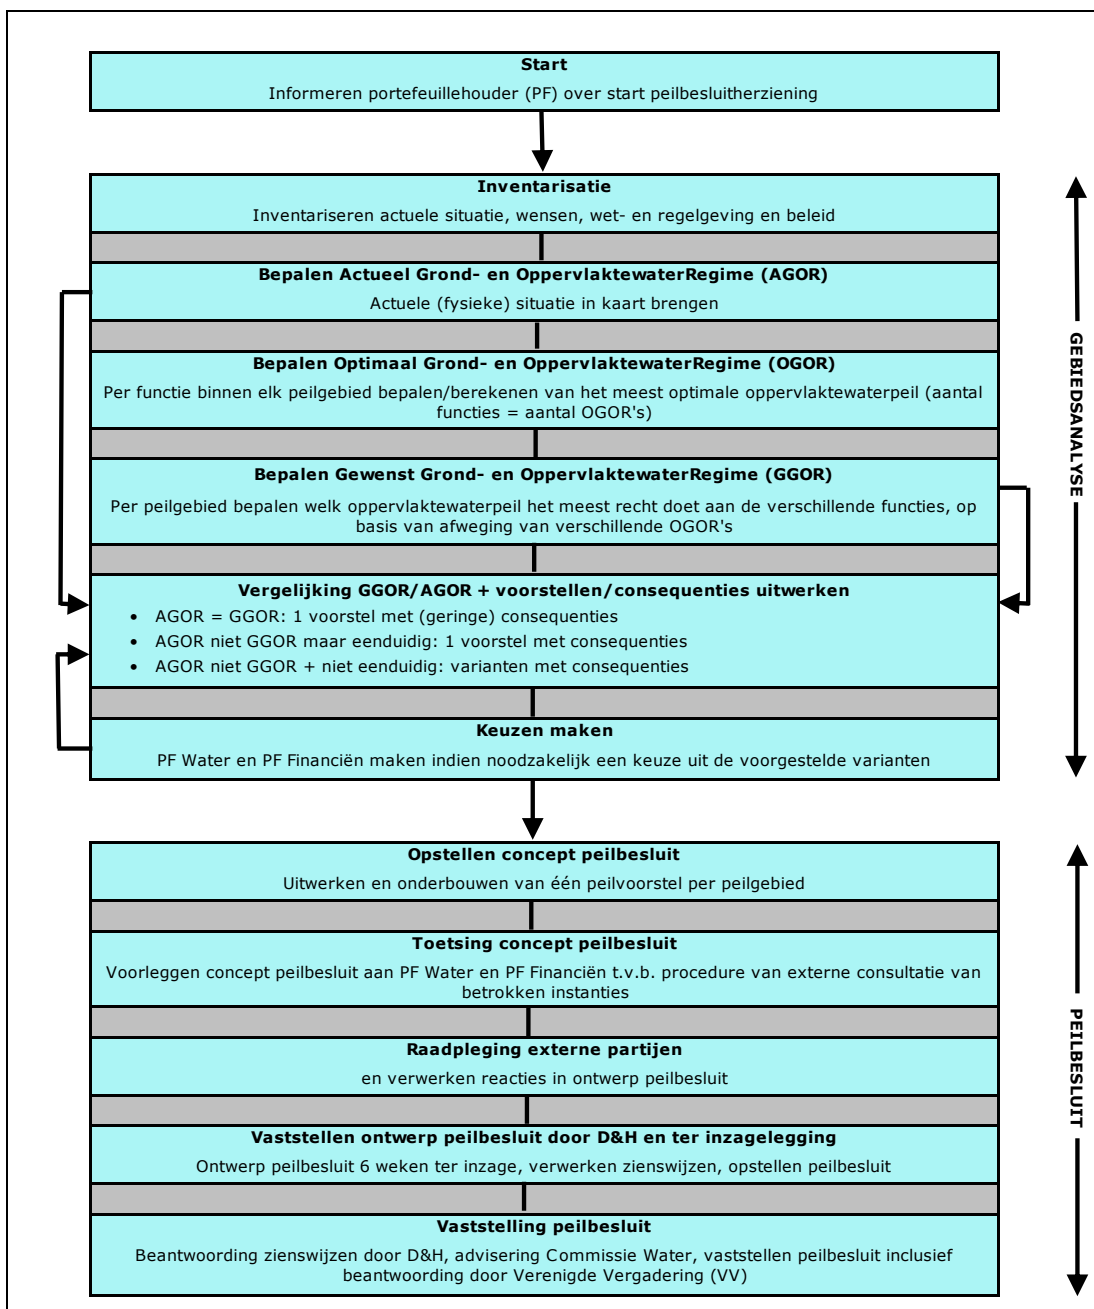 Start
Informeren portefeuillehouder (PF) over start peilbesluitherziening
Inventarisatie
Inventariseren actuele situatie, wensen, wet- en regelgeving en beleid
Bepalen Actueel Grond- en OppervlaktewaterRegime (AGOR)
Actuele (fysieke) situatie in kaart brengen
Bepalen Optimaal Grond- en OppervlaktewaterRegime (OGOR)
Per functie binnen elk peilgebied bepalen/berekenen van het meest optimale oppervlaktewaterpeil (aantal
functies = aantal OGOR's)
Bepalen Gewenst Grond- en OppervlaktewaterRegime (GGOR)
Per peilgebied bepalen welk oppervlaktewaterpeil het meest recht doet aan de verschillende functies, op
basis van afweging van verschillende OGOR's
Vergelijking GGOR/AGOR + voorstellen/consequenties uitwerken
• AGOR = GGOR: 1 voorstel met (geringe) consequenties
• AGOR niet GGOR maar eenduidig: 1 voorstel met consequenties
• AGOR niet GGOR + niet eenduidig: varianten met consequenties
Keuzen maken
PF Water en PF Financiën maken indien noodzakelijk een keuze uit de voorgestelde varianten
GEBIEDSANALYSE
Opstellen concept peilbesluit
Uitwerken en onderbouwen van één peilvoorstel per peilgebied
Toetsing concept peilbesluit
Voorleggen concept peilbesluit aan PF Water en PF Financiën t.v.b. procedure van externe consultatie van
betrokken instanties
Raadpleging externe partijen
en verwerken reacties in ontwerp peilbesluit
Vaststellen ontwerp peilbesluit door D&H en ter inzagelegging
Ontwerp peilbesluit 6 weken ter inzage, verwerken zienswijzen, opstellen peilbesluit
Vaststelling peilbesluit
Beantwoording zienswijzen door D&H, advisering Commissie Water, vaststellen peilbesluit inclusief
beantwoording door Verenigde Vergadering (VV)
PEILBESLUIT